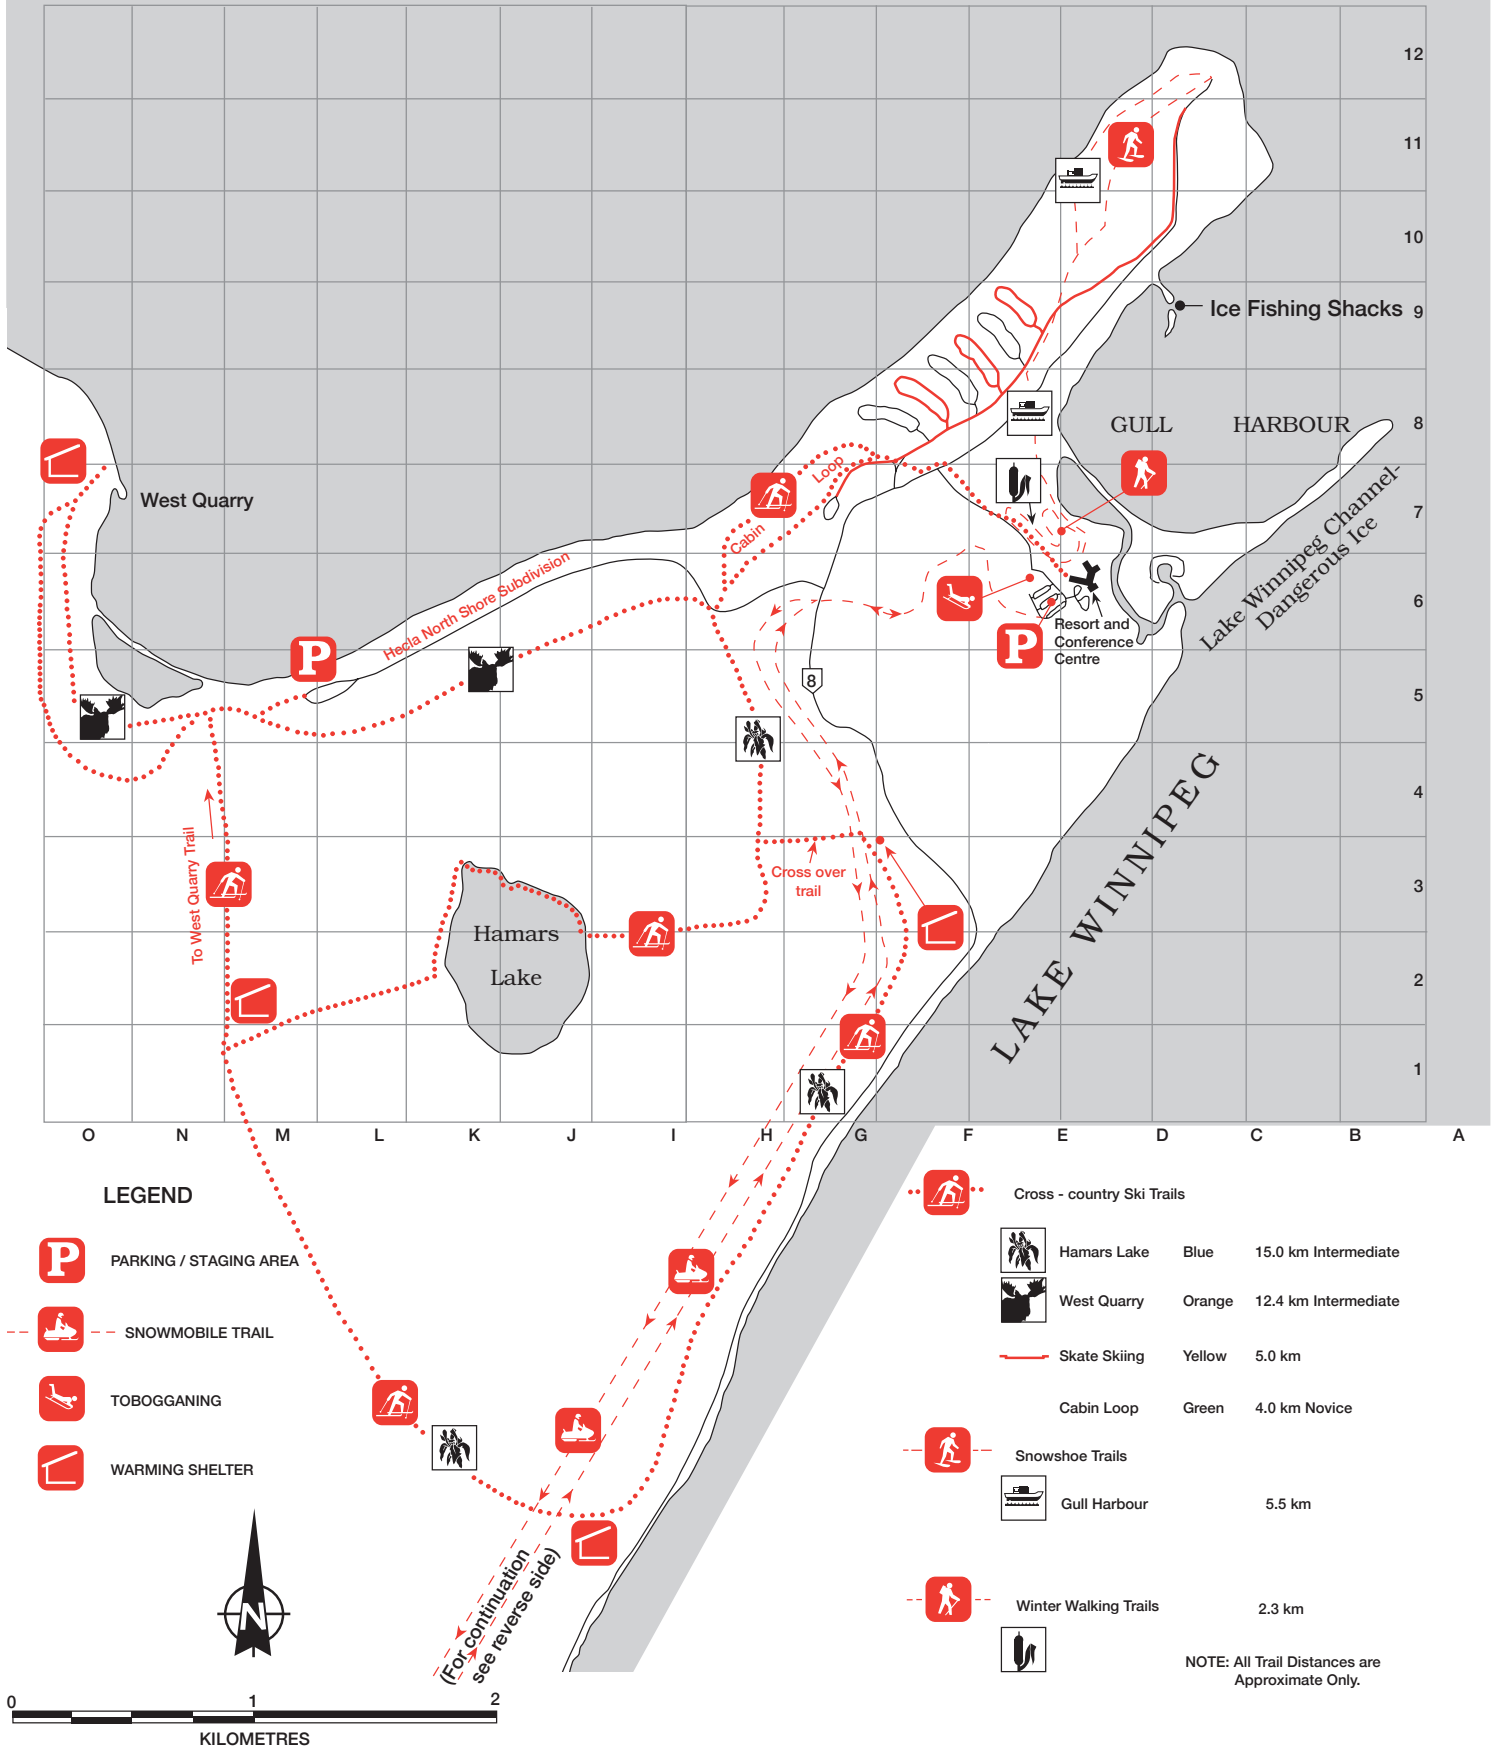 12
11
10
Ice Fishing Shacks 9
GULL HARBOUR 8
West Quarry
Loop
Cabin
7
Lake Winnipeg Channel-
Dangerous Ice
Hecla North Shore Subdivision
6
Resort and
Conference
Centre
P
P
8
5
LAKE WINNIPEG
4
To West Quarry Trail
Cross over
trail
3
Hamars
Lake
2
1
O N M L K J I H G F E D C B A
LEGEND
P PARKING / STAGING AREA
SNOWMOBILE TRAIL
TOBOGGANING
WARMING SHELTER
Cross - country Ski Trails
Hamars Lake Blue 15.0 km Intermediate
West Quarry Orange 12.4 km Intermediate
Skate Skiing Yellow 5.0 km
Cabin Loop Green 4.0 km Novice
Snowshoe Trails
Gull Harbour 5.5 km
Winter Walking Trails 2.3 km
NOTE: All Trail Distances are
Approximate Only.
(For continuation
see reverse side)
N
0 1 2
KILOMETRES